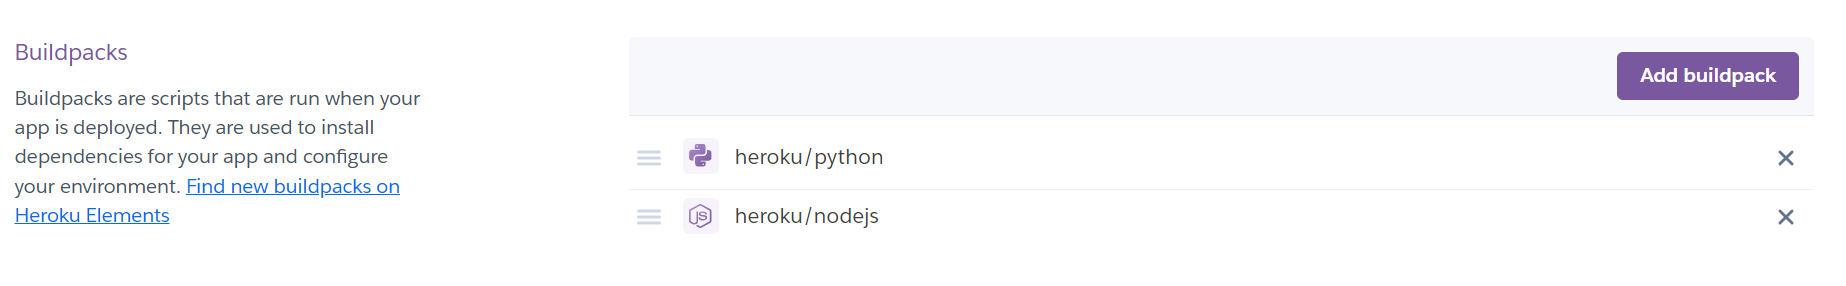 Buildpacks
Buildpacks are scripts that are run when your
app is deployed. They are used to install
dependencies for your app and configure
your environment. Find new buildpacks on
Heroku Elements
Add buildpack
heroku/python
heroku/nodejs